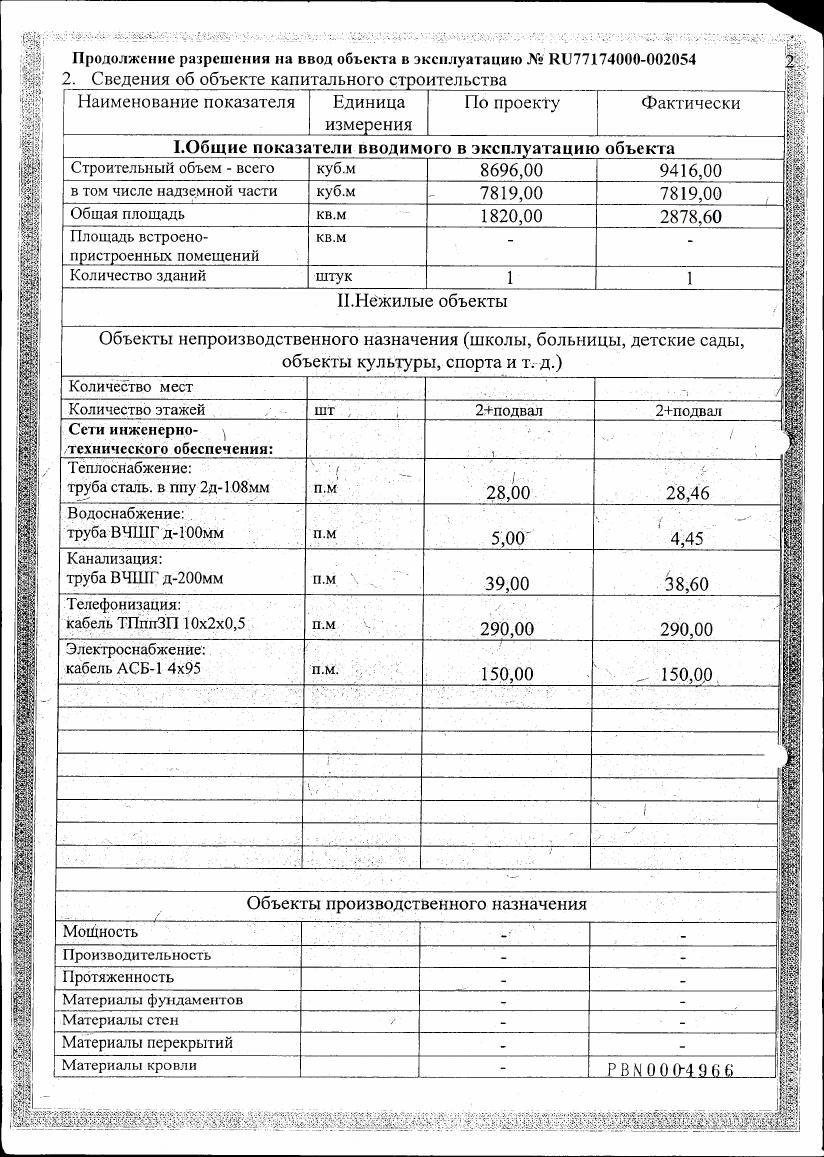 Продолжение разрешения на ввод объекта в эксплуатацию № RU77174000-002054
2
2. Сведения об объекте капитального строительства
Наименование показателя Единица измерения По проекту Фактически
I.Общие показатели вводимого в эксплуатацию объекта
Строительный объем - всего куб.м 8696,00 9416,00
в том числе надземной части куб.м 7819,00 7819,00
Общая площадь кв.м 1820,00 2878,60
Площадь встроено- кв.м - -
пристроенных помещений
Количество зданий штук 1 1
II.Нежилые объекты
Объекты непроизводственного назначения (школы, больницы, детские сады,
объекты культуры, спорта и т. д.)
Количество мест
Количество этажей шт 2+подвал 2+подвал
Сети инженерно-
технического обеспечения:
Теплоснабжение:
труба сталь. в ппу 2д-108мм п.м 28,00 28,46
Водоснабжение:
труба ВЧШГ д-100мм п.м 5,00 4,45
Канализация:
труба ВЧШГ д-200мм п.м 39,00 38,60
Телефонизация:
кабель ТПппЗП 10х2х0,5 п.м 290,00 290,00
Электроснабжение:
кабель АСБ-1 4х95 п.м. 150,00 150,00
Объекты производственного назначения
Мощность - -
Производительность - -
Протяженность - -
Материалы фундаментов - -
Материалы стен - -
Материалы перекрытий - -
Материалы кровли -
PBN0004966